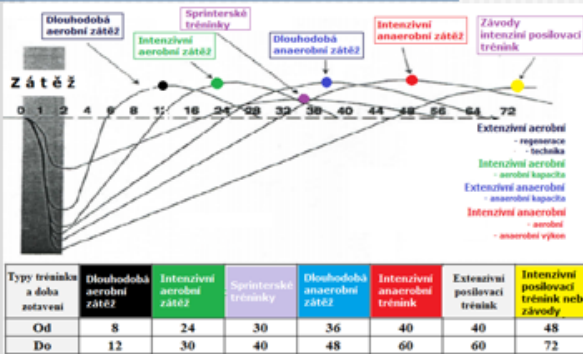 Dlouhodobá
aerobní zátěž
Sprinterské
tréninky
Intenzivní
aerobní zátěž
Dlouhodobá
anaerobní zátěž
Intenzivní
anaerobní zátěž
Závody
intenziní posilovací
trénink
Zátěž
0 1 2 4 8 12 16 24 28 32 36 40 44 48 60 64 72
Extenzivní aerobní
- regenerace
- technika
Intenzivní aerobní
- aerobní kapacita
Extenzivní anaerobní
- anaerobní kapacita
Intenzivní anaerobní
- aerobní
- anaerobní výkon
Typy tréninku
a doba
zotavení
Dlouhodobá
aerobní
zátěž
Intenzivní
aerobní
zátěž
Sprinterské
tréninky
Dlouhodobá
anaerobní
zátěž
Intenzivní
anaerobní
trénink
Extenzivní
posilovací
trénink
Intenzivní
posilovací
trénink neb
závody
Od 8 24 30 36 40 40 48
Do 12 30 40 48 60 60 72